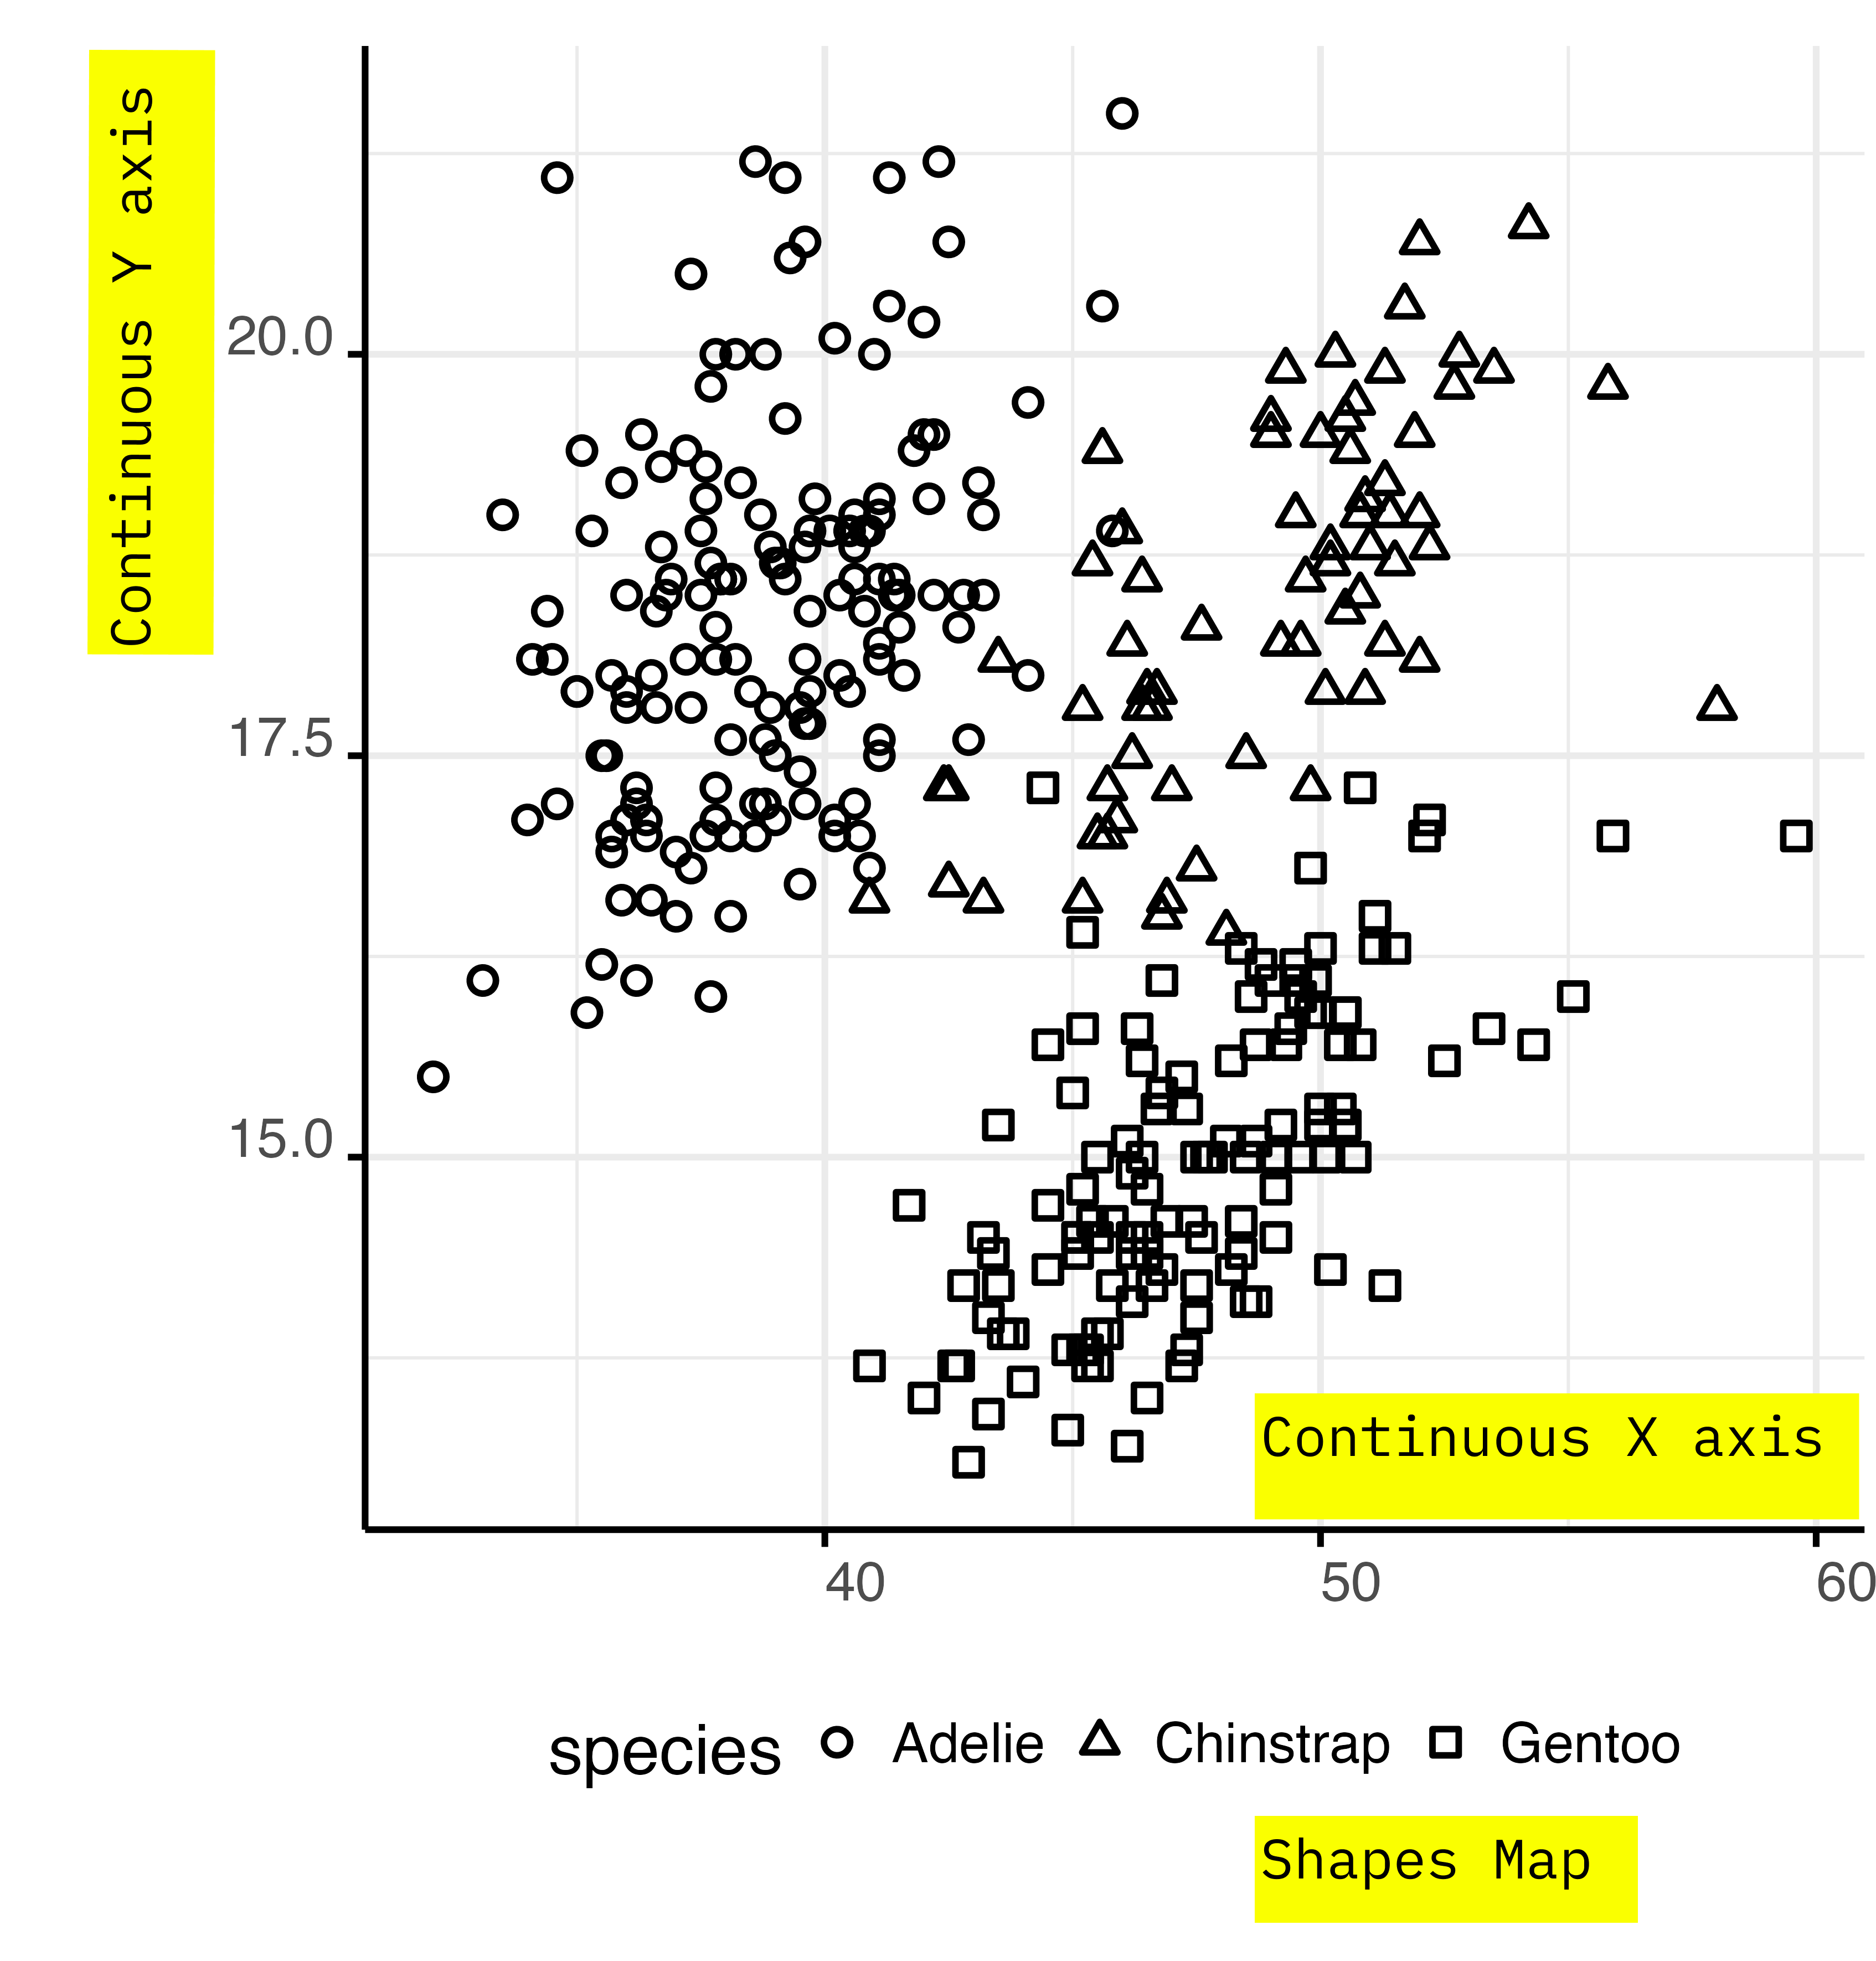 Continuous Y axis
20.0
17.5
15.0
Continuous X axis
40 50 60
species Adelie Chinstrap Gentoo
Shapes Map